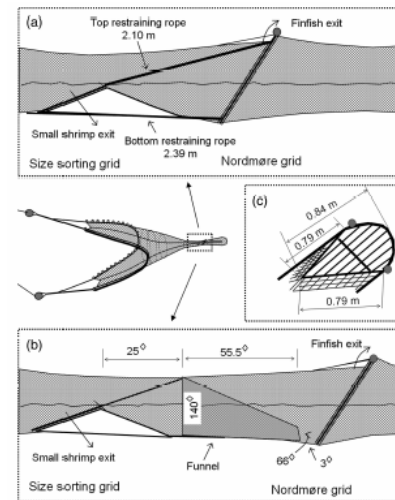 (a)
Top restraining rope
2.10 m
Finfish exit
Small shrimp exit
Bottom restraining rope
2.39 m
Size sorting grid
Nordmøre grid
(c)
0.84 m
0.79 m
0.79 m
(b)
25°
55.5°
Finfish exit
140°
Small shrimp exit
Funnel
66°
3°
Size sorting grid
Nordmøre grid